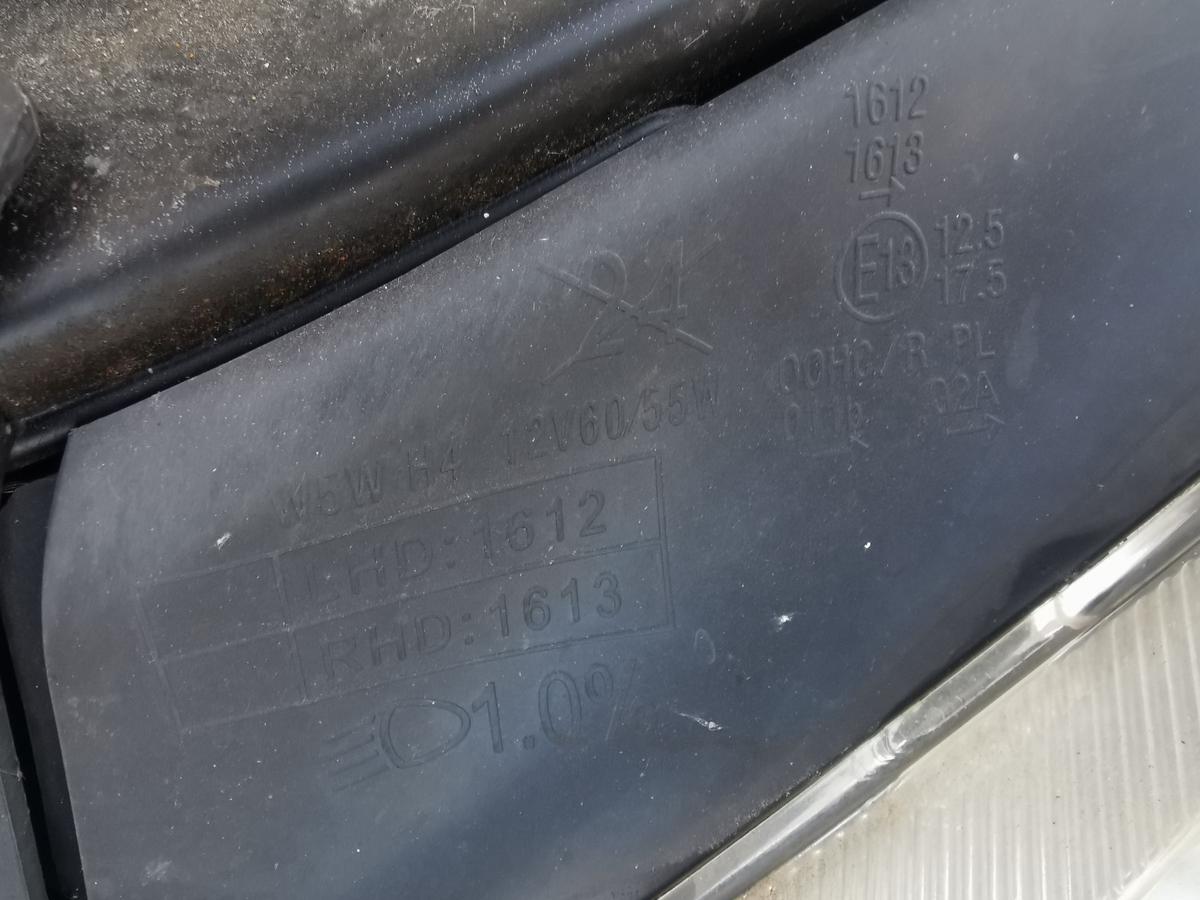 1612
1613
→
E13 12.5
17.5
24
00HC/R PL
02A
→
W5W H4 12V60/55W
LHD: 1612
RHD: 1613
1.0%